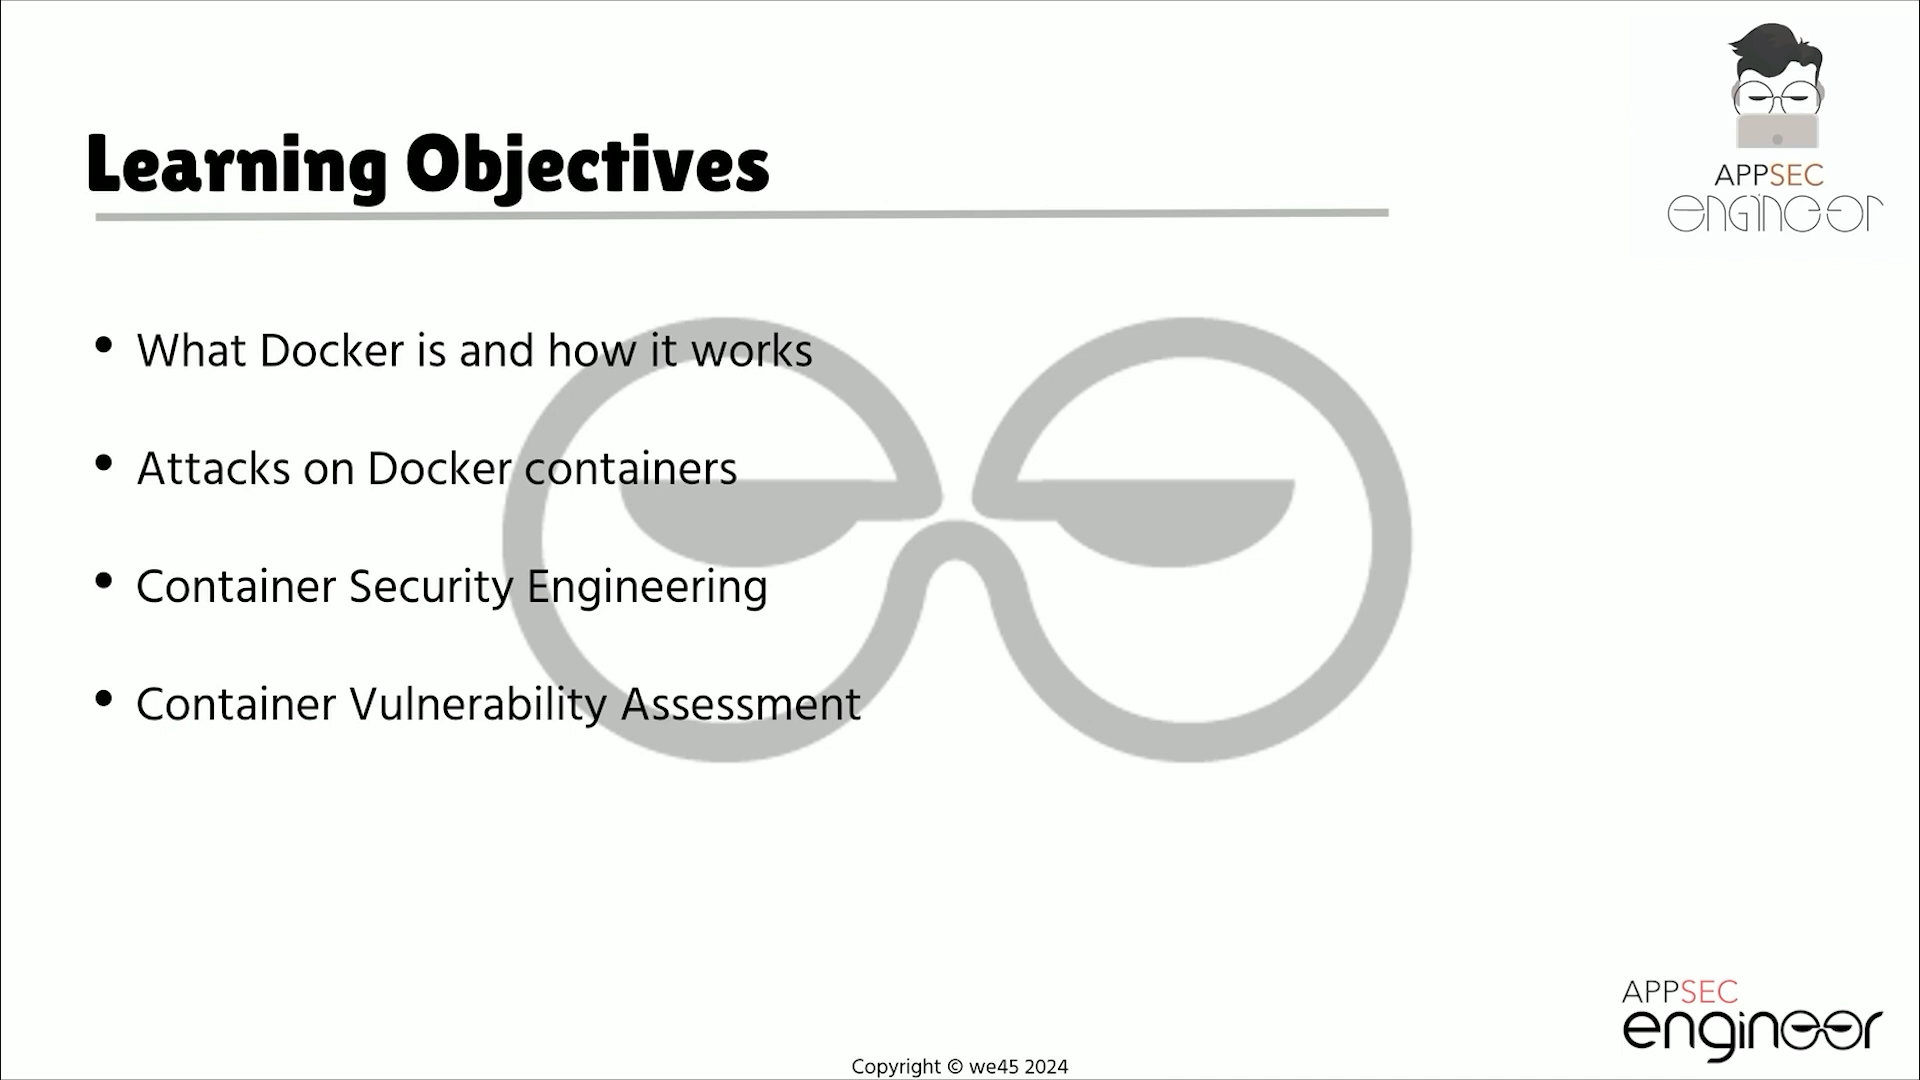 APPSEC
engineer
Learning Objectives
• What Docker is and how it works
• Attacks on Docker containers
• Container Security Engineering
• Container Vulnerability Assessment
APPSEC
engineer
Copyright © we45 2024